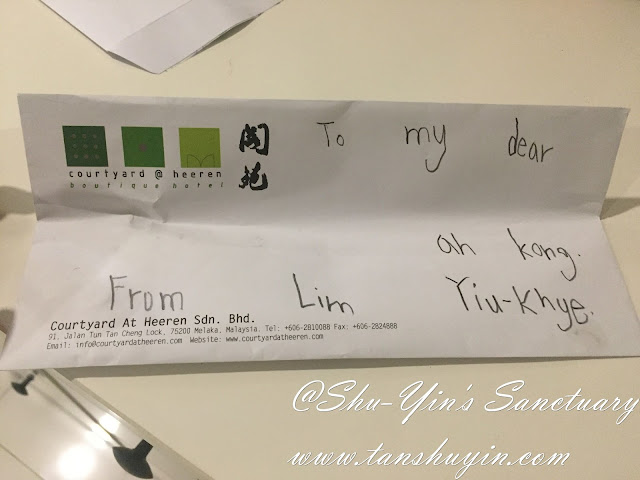 courtyard @ heeren
boutique hotel
閣苑
To my dear
ah kong.
From Lim Yiu-Khye.
Courtyard At Heeren Sdn. Bhd.
91, Jalan Tun Tan Cheng Lock, 75200 Melaka, Malaysia. Tel: +606-2810088 Fax: +606-2824888
Email: info@courtyardatheeren.com Website: www.courtyardatheeren.com
@Shu-Yin's Sanctuary
www.tanshuyin.com